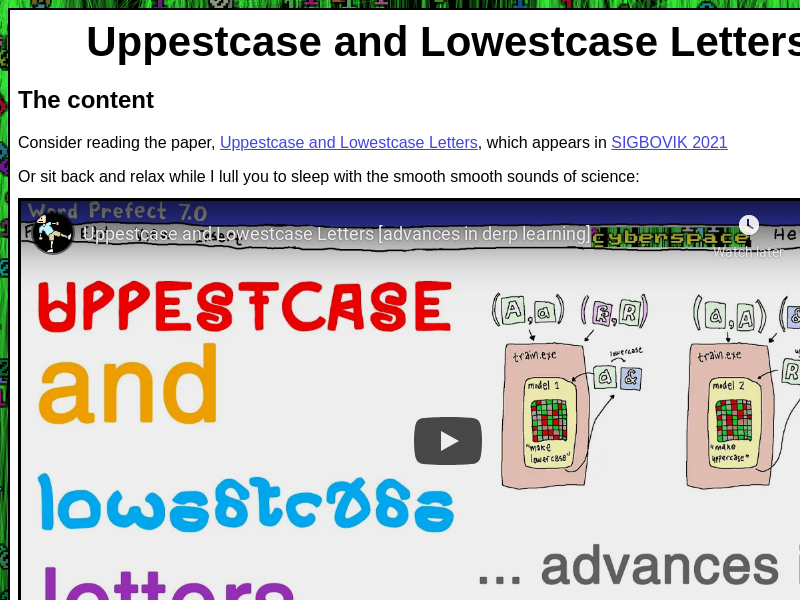 Uppestcase and Lowestcase Letters
The content
Consider reading the paper, Uppestcase and Lowestcase Letters, which appears in SIGBOVIK 2021
Or sit back and relax while I lull you to sleep with the smooth smooth sounds of science:
Word Prefect 7.0
Uppestcase and Lowestcase Letters [advances in derp learning]
cyberspace
He
Watch later
UPPESTCASE
and
lowestcase
letters
(A, a) (R, R)
(a, A) (&
train.exe
lowercase
a &
model 1
"make
lowercase"
train.exe
R
model 2
"make
uppercase"
... advances i